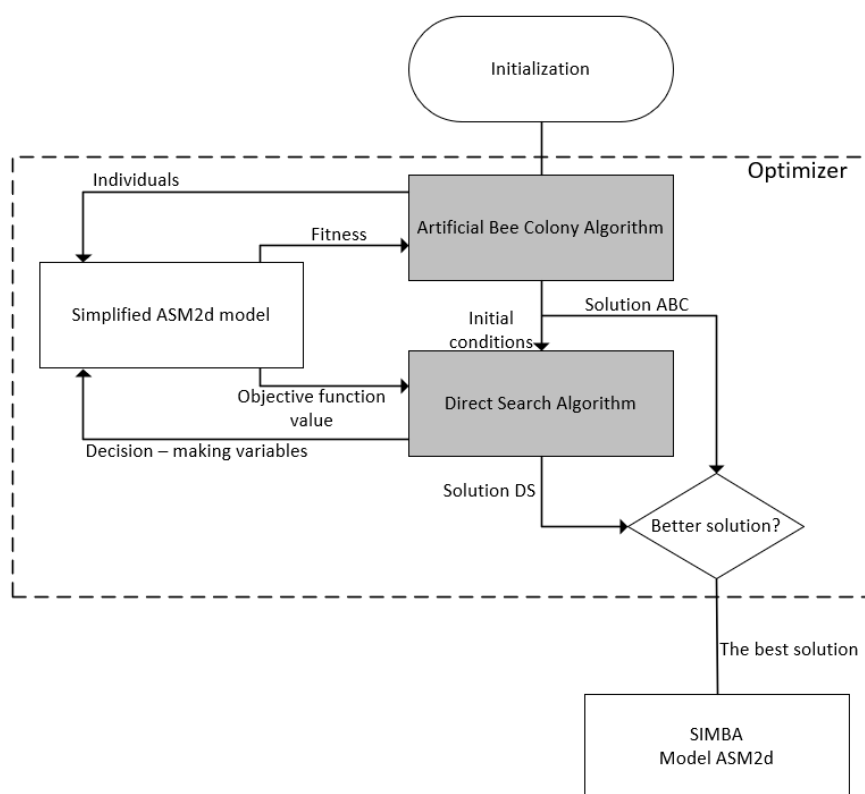 Initialization
Optimizer
Individuals
Artificial Bee Colony Algorithm
Fitness
Simplified ASM2d model
Solution ABC
Initial
conditions
Objective function
value
Direct Search Algorithm
Decision – making variables
Solution DS
Better solution?
The best solution
SIMBA
Model ASM2d